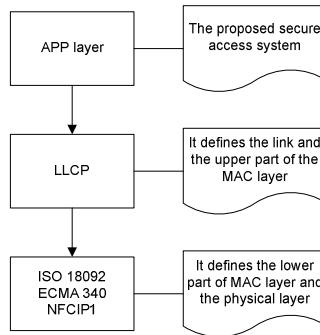 APP layer
The proposed secure
access system
LLCP
It defines the link and
the upper part of the
MAC layer
ISO 18092
ECMA 340
NFCIP1
It defines the lower
part of MAC layer and
the physical layer